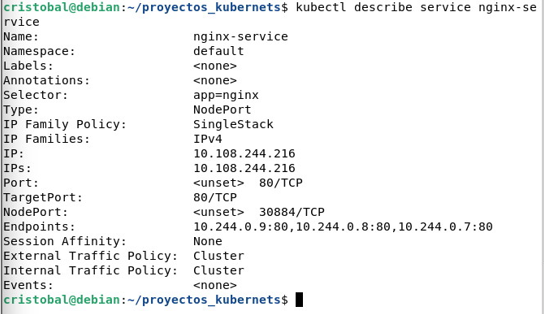 cristobal@debian:~/proyectos_kubernets$ kubectl describe service nginx-se
rvice
Name:                     nginx-service
Namespace:                default
Labels:                   <none>
Annotations:              <none>
Selector:                 app=nginx
Type:                     NodePort
IP Family Policy:         SingleStack
IP Families:              IPv4
IP:                       10.108.244.216
IPs:                      10.108.244.216
Port:                     <unset>  80/TCP
TargetPort:               80/TCP
NodePort:                 <unset>  30884/TCP
Endpoints:                10.244.0.9:80,10.244.0.8:80,10.244.0.7:80
Session Affinity:         None
External Traffic Policy:  Cluster
Internal Traffic Policy:  Cluster
Events:                   <none>
cristobal@debian:~/proyectos_kubernets$